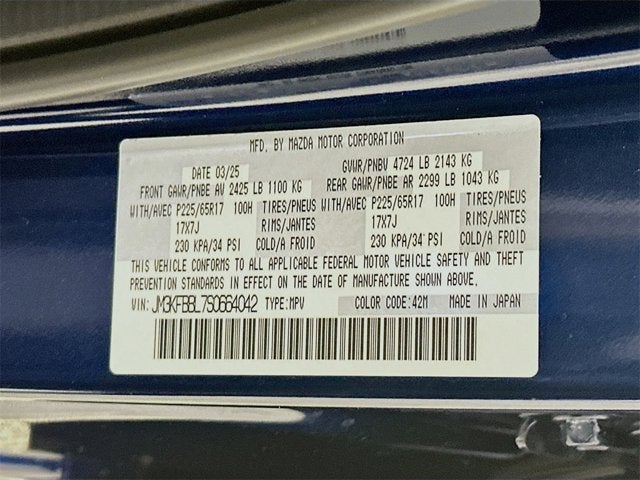 MFD. BY MAZDA MOTOR CORPORATION
DATE 03/25 GVWR/PNBV 4724 LB 2143 KG
FRONT GAWR/PNBE AV 2425 LB 1100 KG REAR GAWR/PNBE AR 2299 LB 1043 KG
WITH/AVEC P225/65R17 100H TIRES/PNEUS WITH/AVEC P225/65R17 100H TIRES/PNEUS
17X7J RIMS/JANTES 17X7J RIMS/JANTES
230 KPA/34 PSI COLD/A FROID 230 KPA/34 PSI COLD/A FROID
THIS VEHICLE CONFORMS TO ALL APPLICABLE FEDERAL MOTOR VEHICLE SAFETY AND THEFT
PREVENTION STANDARDS IN EFFECT ON THE DATE OF MANUFACTURE SHOWN ABOVE.
VIN: JM3KFBBL7S0664042 TYPE:MPV COLOR CODE:42M MADE IN JAPAN